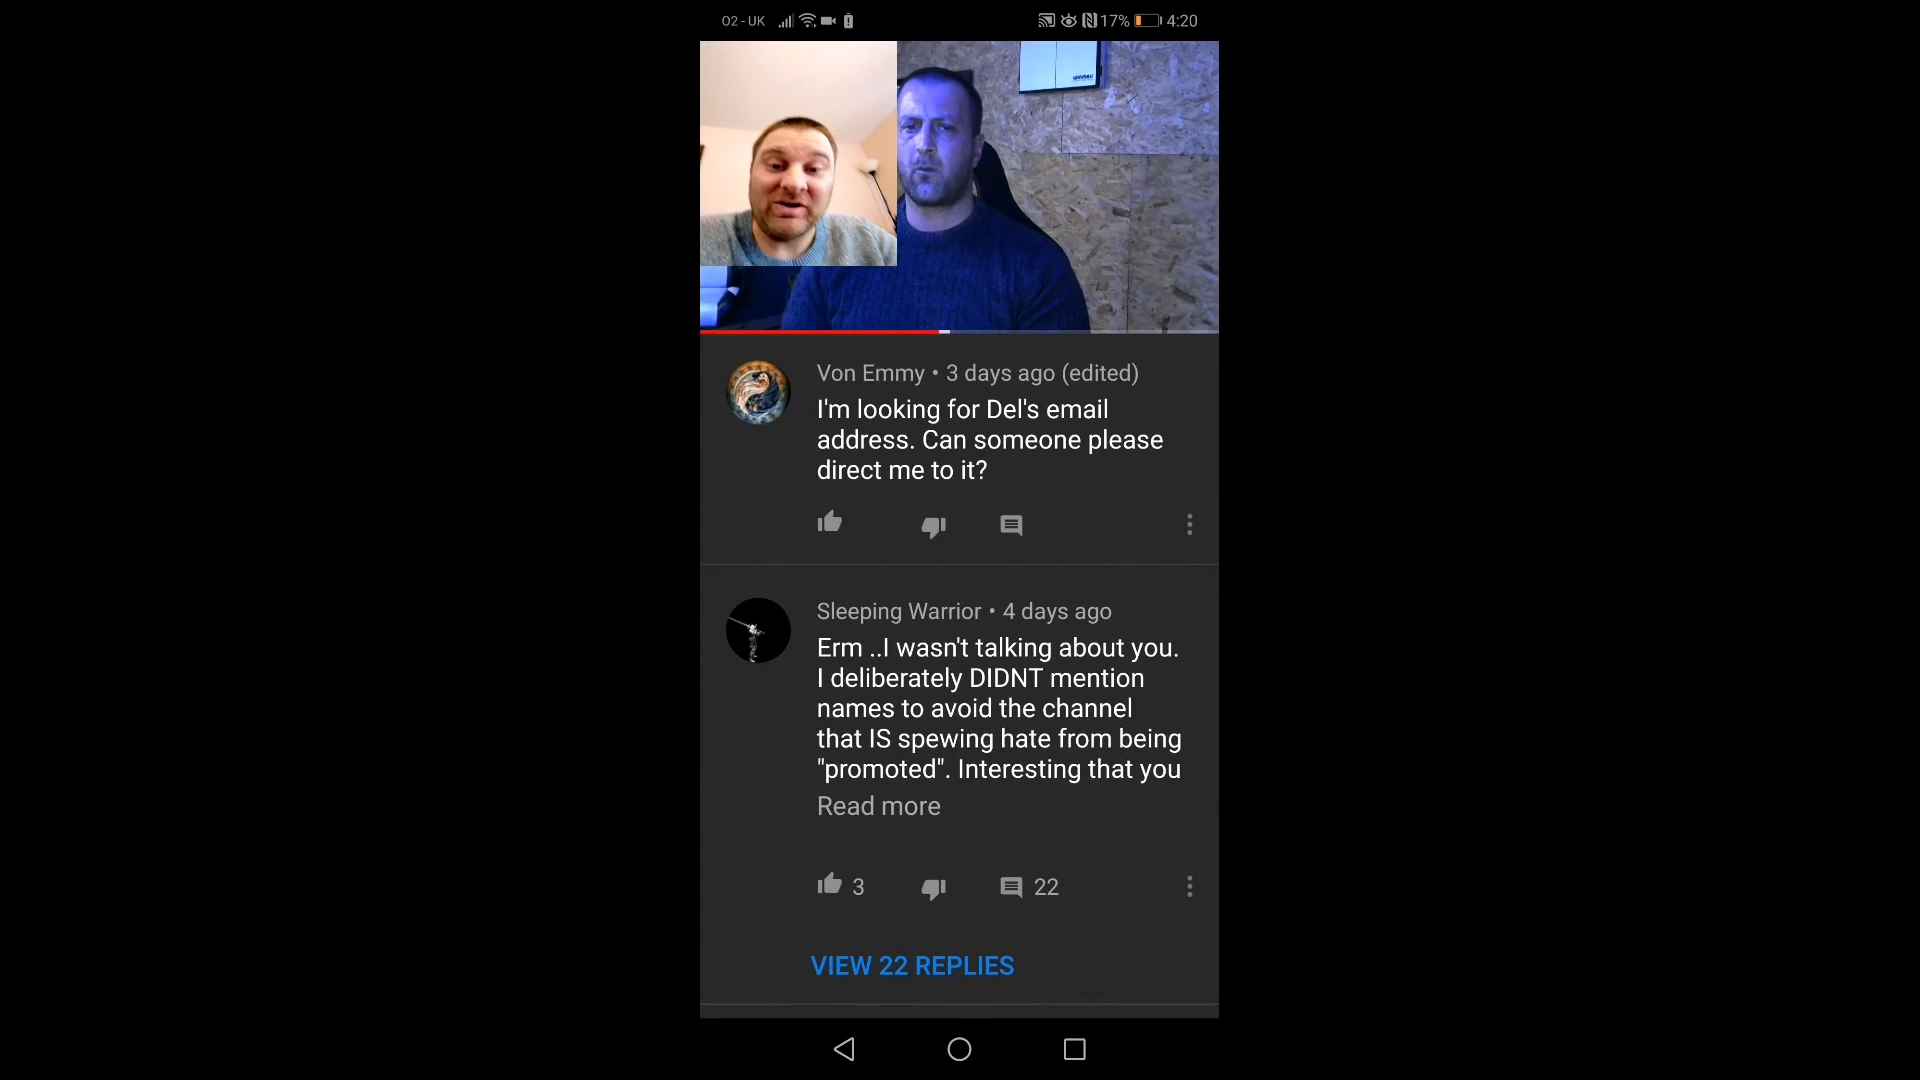 O2 - UK 17% 4:20
Von Emmy • 3 days ago (edited)
I'm looking for Del's email
address. Can someone please
direct me to it?
Sleeping Warrior • 4 days ago
Erm ..I wasn't talking about you.
I deliberately DIDNT mention
names to avoid the channel
that IS spewing hate from being
"promoted". Interesting that you
Read more
3 22
VIEW 22 REPLIES